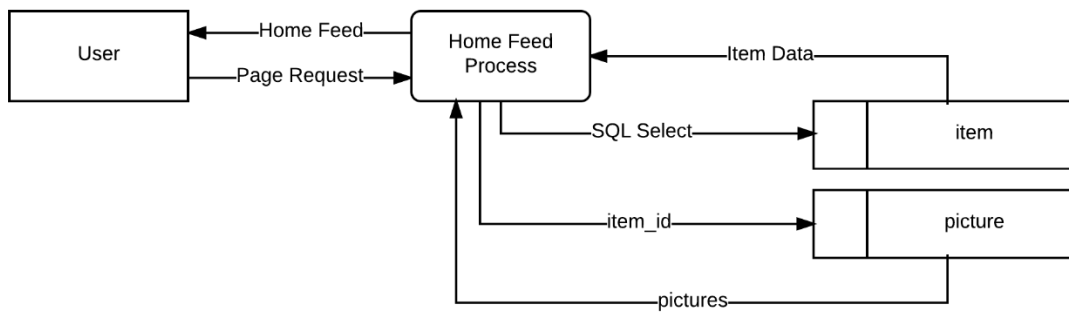 Home Feed
User
Home Feed
Process
Item Data
Page Request
SQL Select
item
item_id
picture
pictures